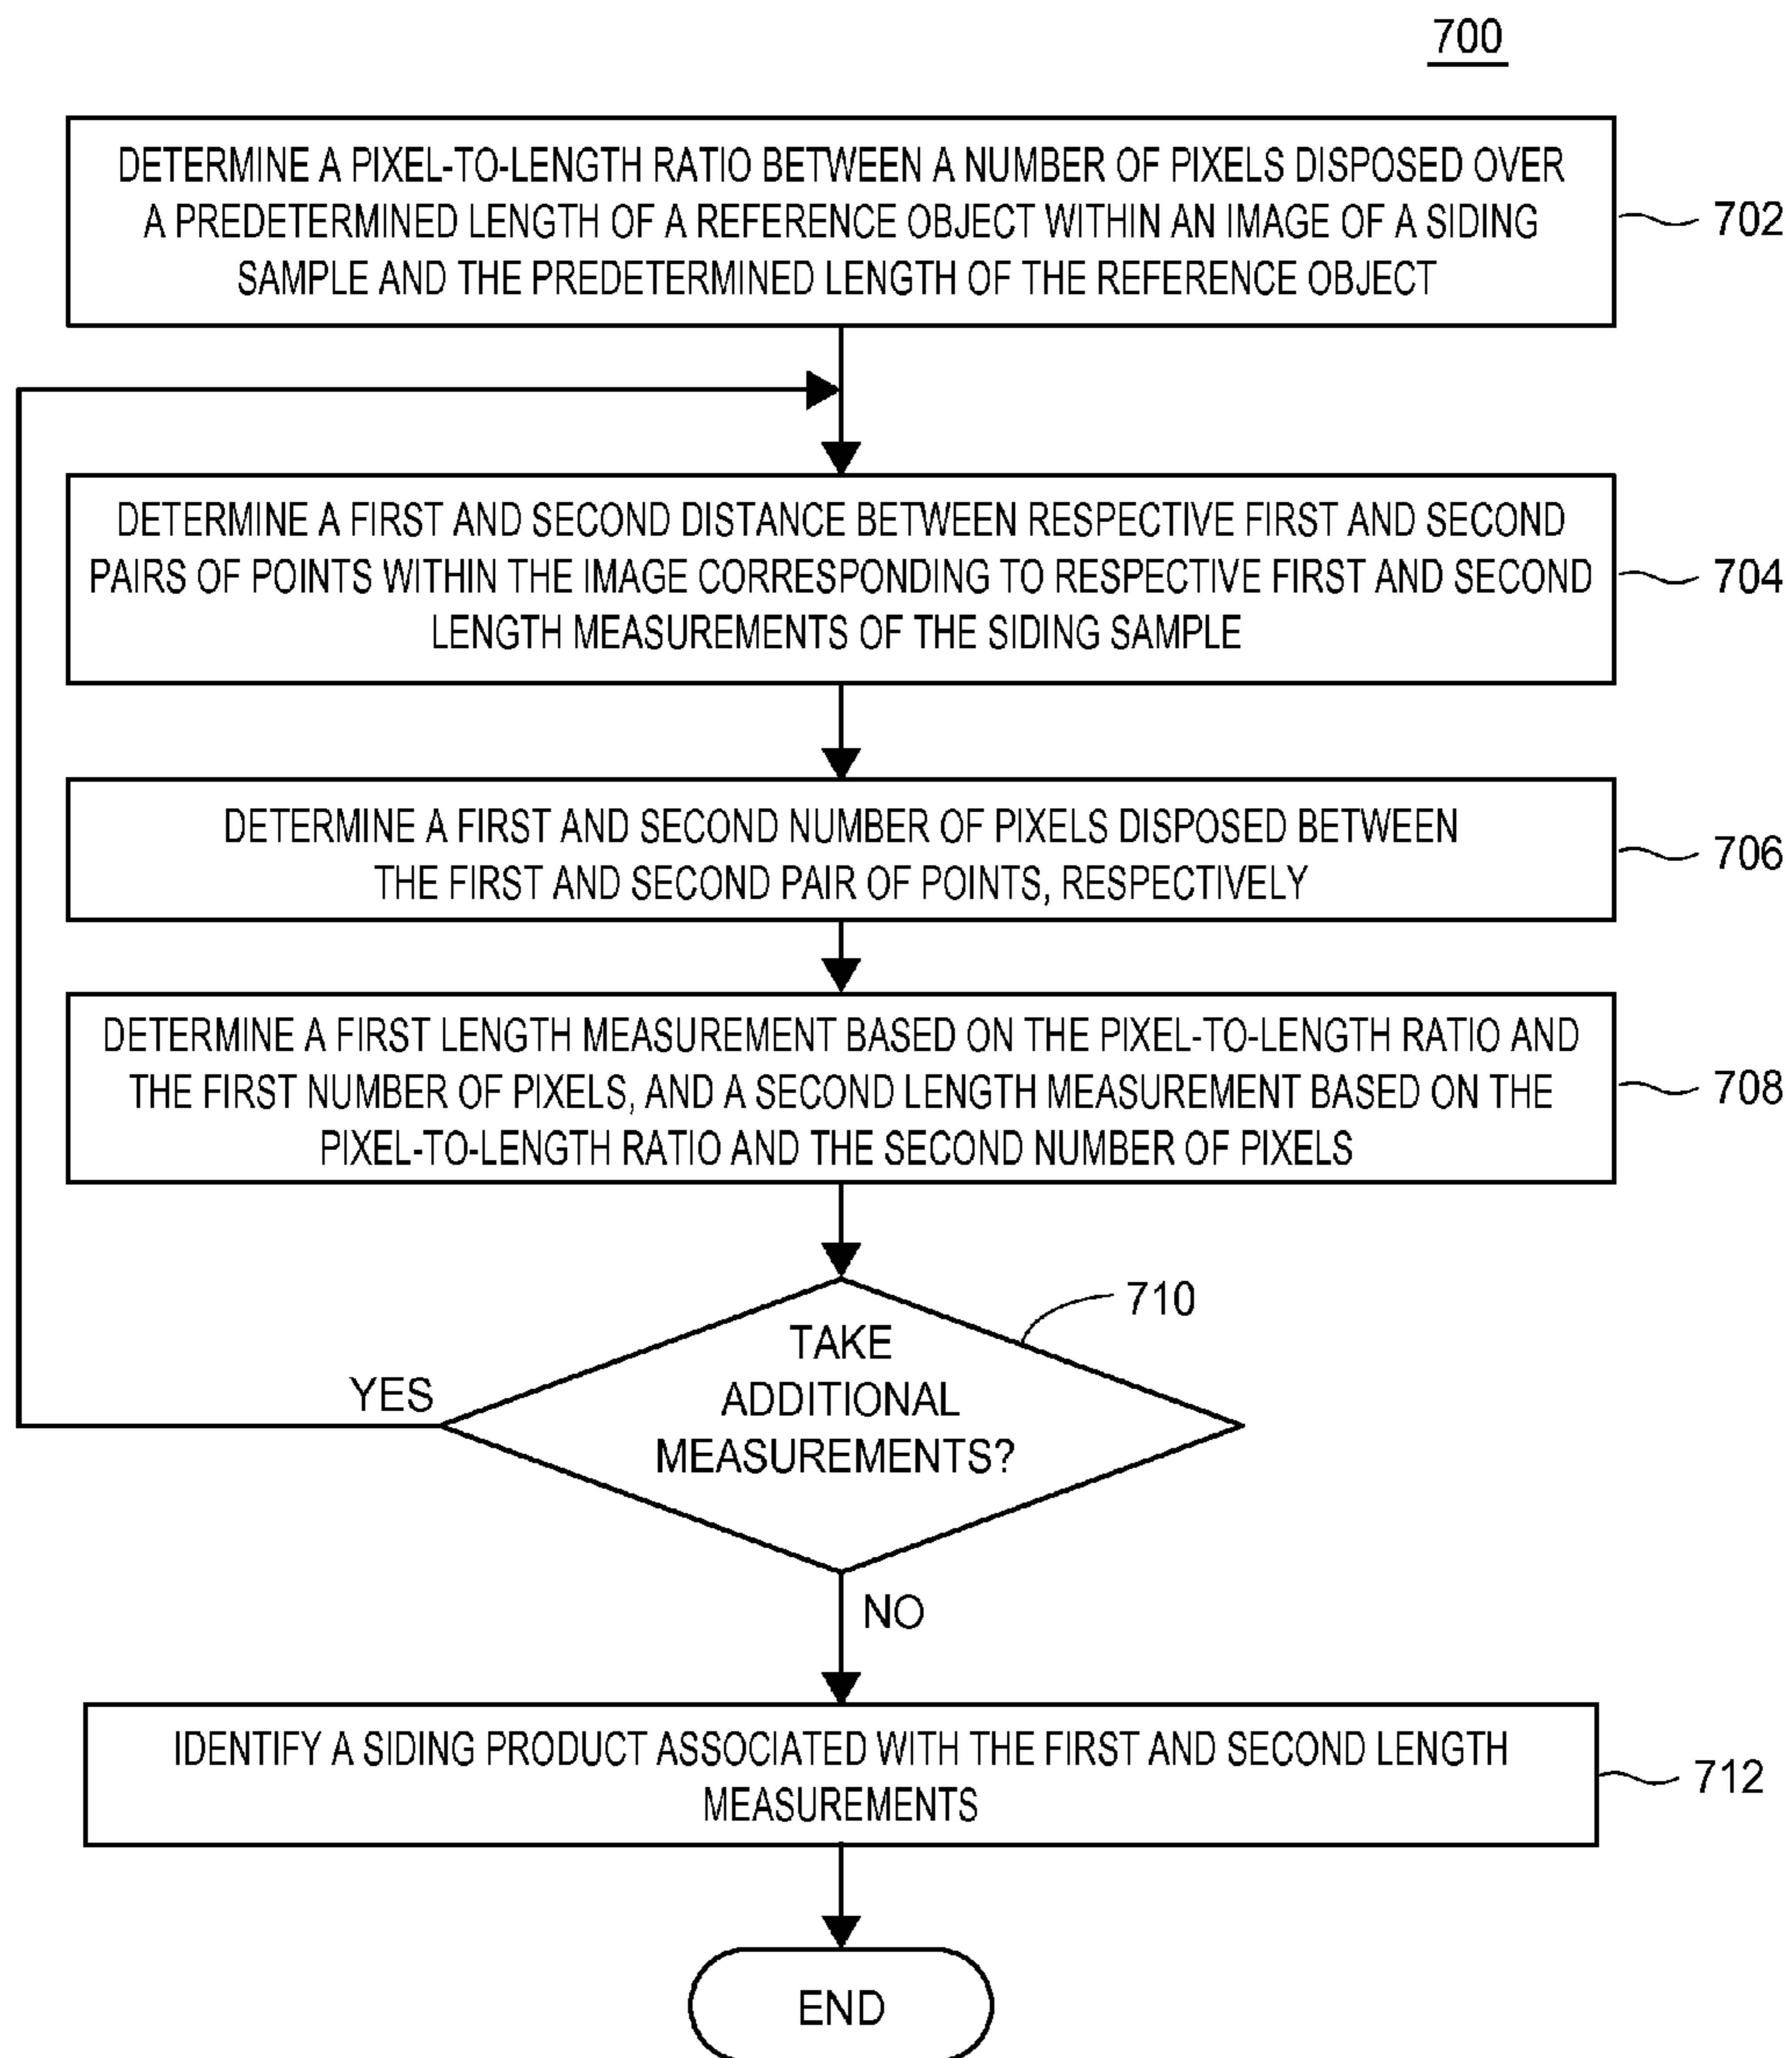 700
DETERMINE A PIXEL-TO-LENGTH RATIO BETWEEN A NUMBER OF PIXELS DISPOSED OVER
A PREDETERMINED LENGTH OF A REFERENCE OBJECT WITHIN AN IMAGE OF A SIDING
SAMPLE AND THE PREDETERMINED LENGTH OF THE REFERENCE OBJECT
702
DETERMINE A FIRST AND SECOND DISTANCE BETWEEN RESPECTIVE FIRST AND SECOND
PAIRS OF POINTS WITHIN THE IMAGE CORRESPONDING TO RESPECTIVE FIRST AND SECOND
LENGTH MEASUREMENTS OF THE SIDING SAMPLE
704
DETERMINE A FIRST AND SECOND NUMBER OF PIXELS DISPOSED BETWEEN
THE FIRST AND SECOND PAIR OF POINTS, RESPECTIVELY
706
DETERMINE A FIRST LENGTH MEASUREMENT BASED ON THE PIXEL-TO-LENGTH RATIO AND
THE FIRST NUMBER OF PIXELS, AND A SECOND LENGTH MEASUREMENT BASED ON THE
PIXEL-TO-LENGTH RATIO AND THE SECOND NUMBER OF PIXELS
708
710
TAKE
ADDITIONAL
MEASUREMENTS?
YES
NO
IDENTIFY A SIDING PRODUCT ASSOCIATED WITH THE FIRST AND SECOND LENGTH
MEASUREMENTS
712
END